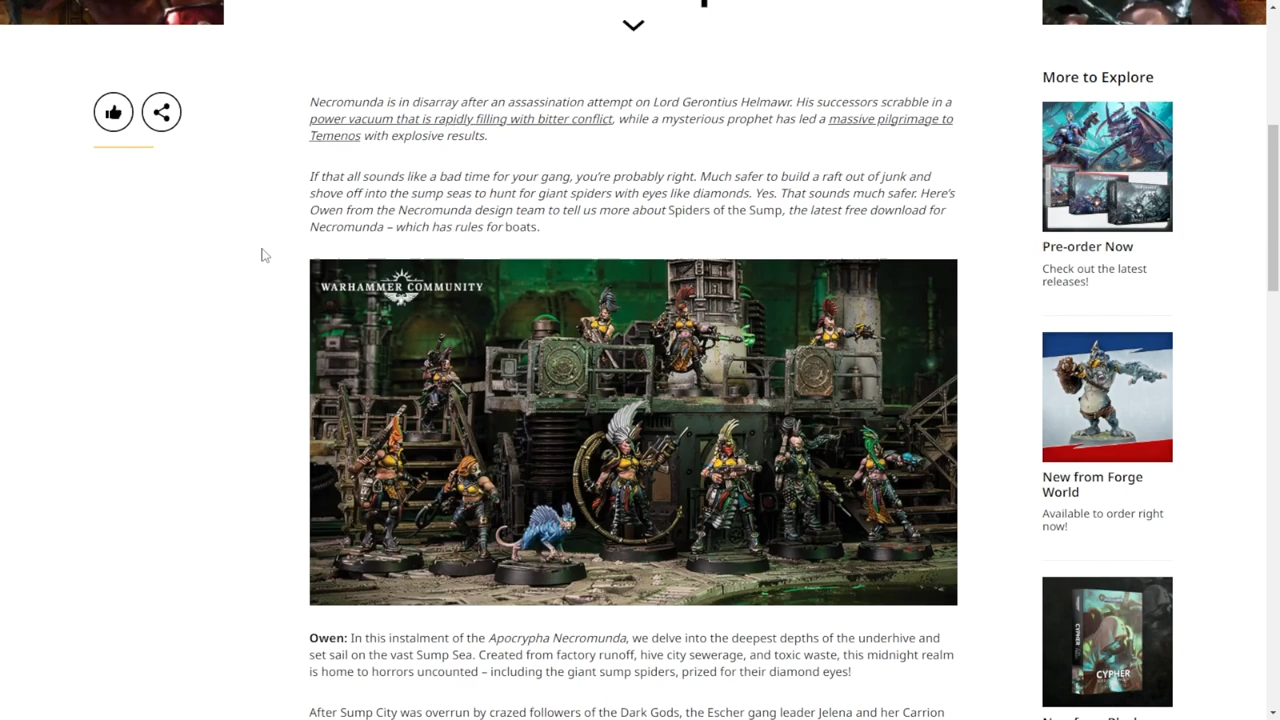 Necromunda is in disarray after an assassination attempt on Lord Gerontius Helmawr. His successors scrabble in a
power vacuum that is rapidly filling with bitter conflict, while a mysterious prophet has led a massive pilgrimage to
Temenos with explosive results.
If that all sounds like a bad time for your gang, you're probably right. Much safer to build a raft out of junk and
shove off into the sump seas to hunt for giant spiders with eyes like diamonds. Yes. That sounds much safer. Here's
Owen from the Necromunda design team to tell us more about Spiders of the Sump, the latest free download for
Necromunda – which has rules for boats.
WARHAMMER COMMUNITY
Owen: In this instalment of the Apocrypha Necromunda, we delve into the deepest depths of the underhive and
set sail on the vast Sump Sea. Created from factory runoff, hive city sewerage, and toxic waste, this midnight realm
is home to horrors uncounted – including the giant sump spiders, prized for their diamond eyes!
After Sump City was overrun by crazed followers of the Dark Gods, the Escher gang leader Jelena and her Carrion
More to Explore
Pre-order Now
Check out the latest
releases!
New from Forge
World
Available to order right
now!
CYPHER